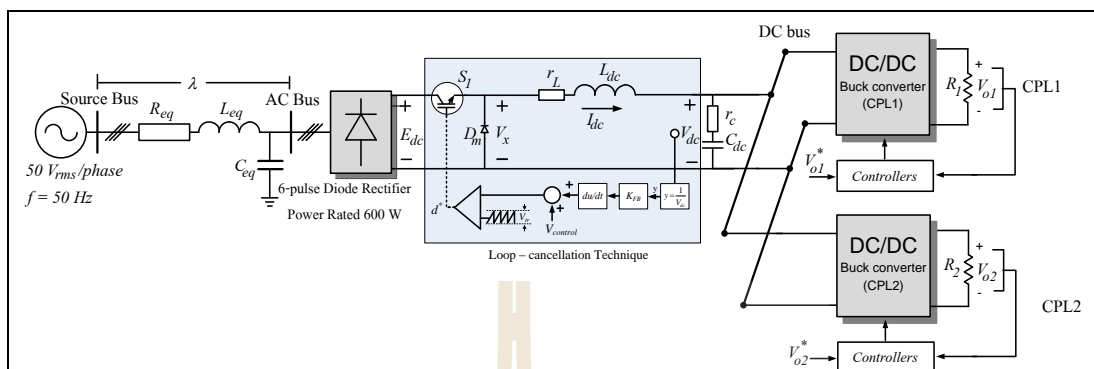 DC bus
DC/DC
Buck converter
(CPL1)
R1
+
Vo1
-
CPL1
Vo1*
Controllers
λ
Source Bus
Req
Leq
AC Bus
Ceq
50 Vrms/phase
f = 50 Hz
6-pulse Diode Rectifier
Power Rated 600 W
+
Edc
−
S1
Dm
+
Vx
−
rL
Ldc
Idc
+
Vdc
−
rc
Cdc
d*
Vtr
+
+
Vcontrol
du/dt
KFB
y
y=1/Vdc
Loop – cancellation Technique
DC/DC
Buck converter
(CPL2)
R2
+
Vo2
-
CPL2
Vo2*
Controllers